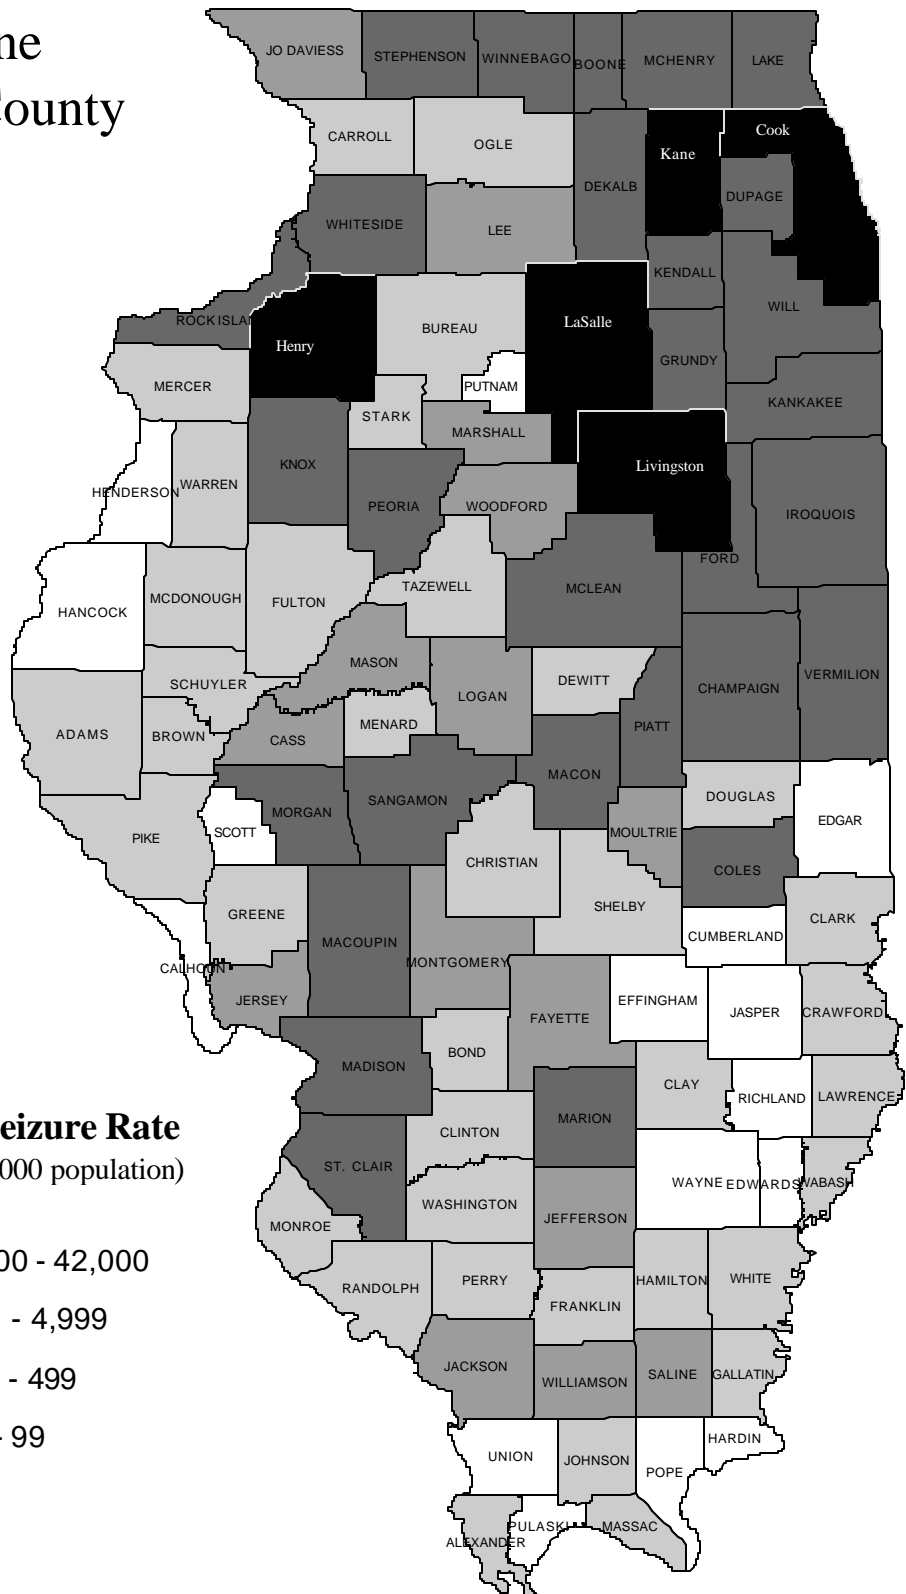 ne
County
JO DAVIESS
STEPHENSON
WINNEBAGO
BOONE
MCHENRY
LAKE
CARROLL
OGLE
DEKALB
Kane
Cook
DUPAGE
WHITESIDE
LEE
KENDALL
WILL
ROCK ISLA
Henry
BUREAU
LaSalle
GRUNDY
MERCER
PUTNAM
STARK
MARSHALL
KANKAKEE
HENDERSON
WARREN
KNOX
PEORIA
WOODFORD
Livingston
IROQUOIS
FORD
HANCOCK
MCDONOUGH
FULTON
TAZEWELL
MCLEAN
SCHUYLER
MASON
LOGAN
DEWITT
CHAMPAIGN
VERMILION
ADAMS
BROWN
CASS
MENARD
PIATT
MACON
PIKE
SCOTT
MORGAN
SANGAMON
DOUGLAS
EDGAR
MOULTRIE
CHRISTIAN
COLES
GREENE
SHELBY
CLARK
CUMBERLAND
MACOUPIN
MONTGOMERY
CALHOUN
JERSEY
FAYETTE
EFFINGHAM
JASPER
CRAWFORD
MADISON
BOND
CLAY
RICHLAND
LAWRENCE
MARION
CLINTON
eizure Rate
000 population)
ST. CLAIR
WAYNE
EDWARDS
WABASH
WASHINGTON
JEFFERSON
MONROE
00 - 42,000
RANDOLPH
PERRY
HAMILTON
WHITE
FRANKLIN
- 4,999
JACKSON
WILLIAMSON
SALINE
GALLATIN
- 499
- 99
UNION
JOHNSON
POPE
HARDIN
ALEXANDER
PULASKI
MASSAC